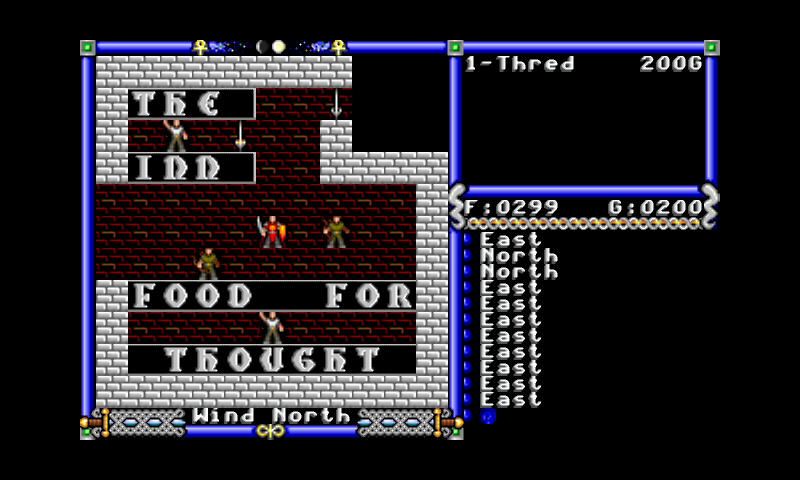 THE
INN
FOOD FOR
THOUGHT
Wind North
1-Thred 200G
F:0299 G:0200
East
North
North
East
East
East
East
East
East
East
East